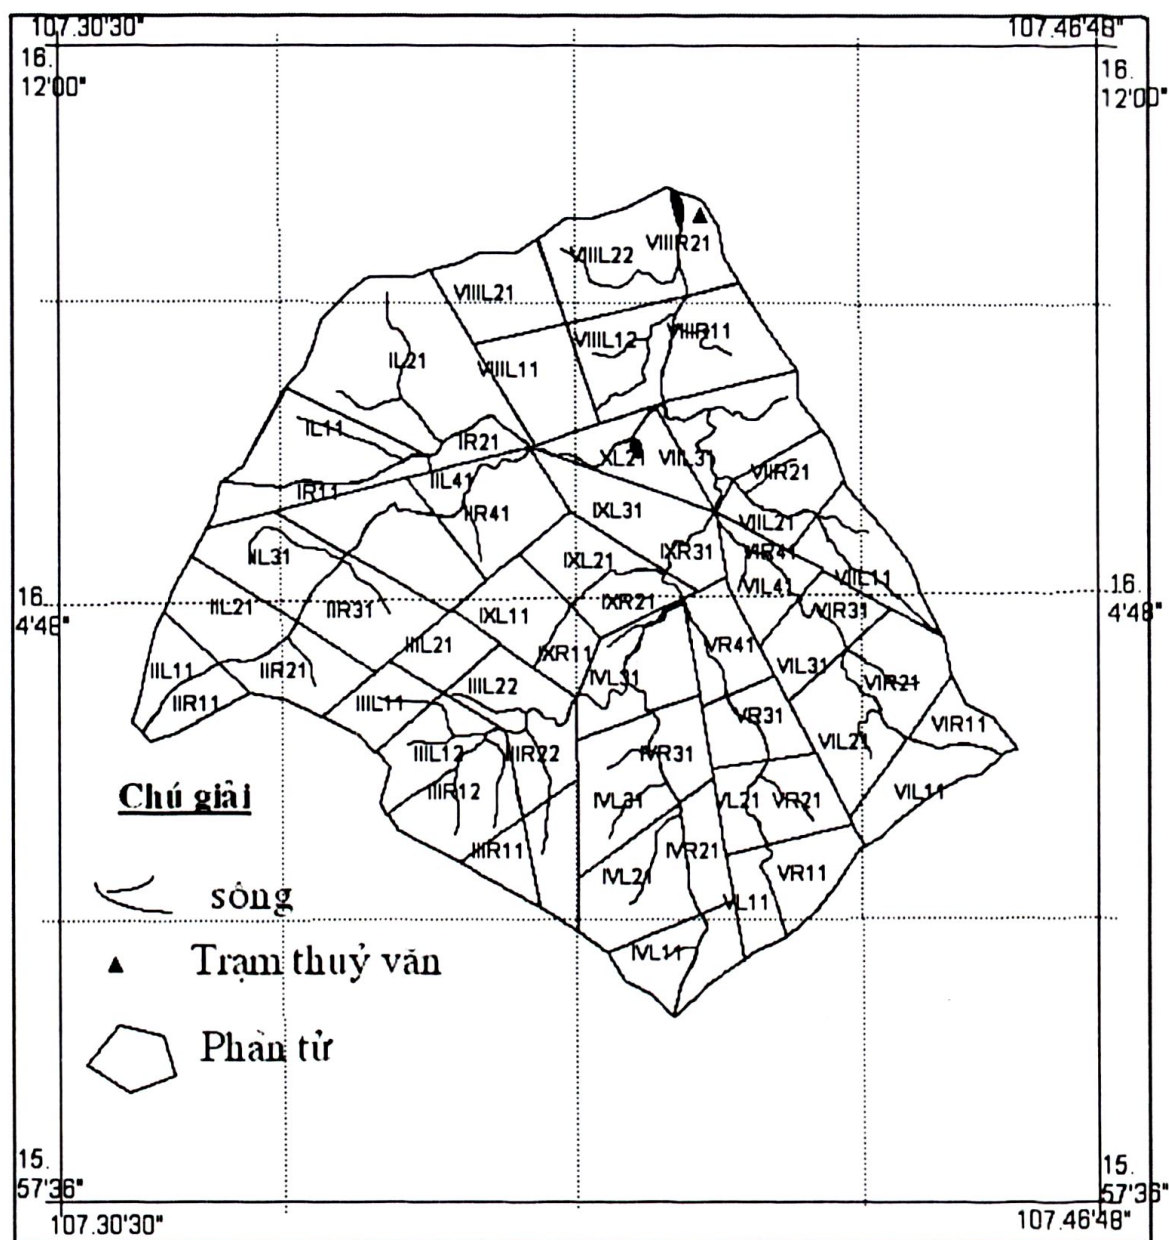 107.30'30" 107.46'48"
16. 16.
12'00" 12'00"
VIIIL22 VIIIR21
VIIIL21
VIIIL12 VIIIR11
IL21 VIIIL11
IL11 IR21
XL21 VIIL31 VIIR21
IR11 IIL41
IIR41 IXL31 VIIL21
IIL31 IXL21 IXR31 VIR41 VIIL11
VIL41
16. 16.
4'48" 4'48"
IIL21 IIR31 IXL11 IXR21 VIR31
IIIL21 IXR11 VR41
IIL11 IIR21 IVL31 VIL31
IIR11 IIIL11 IIIL22 VIR21
VR31 VIR11
IIIL12 IIIR22 IVR31 VIL21
IIIR12 IVL31 VL21 VR21 VIL11
IIIR11 IVL21 IVR21 VR11
VL11
IVL11
Chú giải
sông
Trạm thuỷ văn
Phần tử
15. 15.
57'36" 57'36"
107.30'30" 107.46'48"